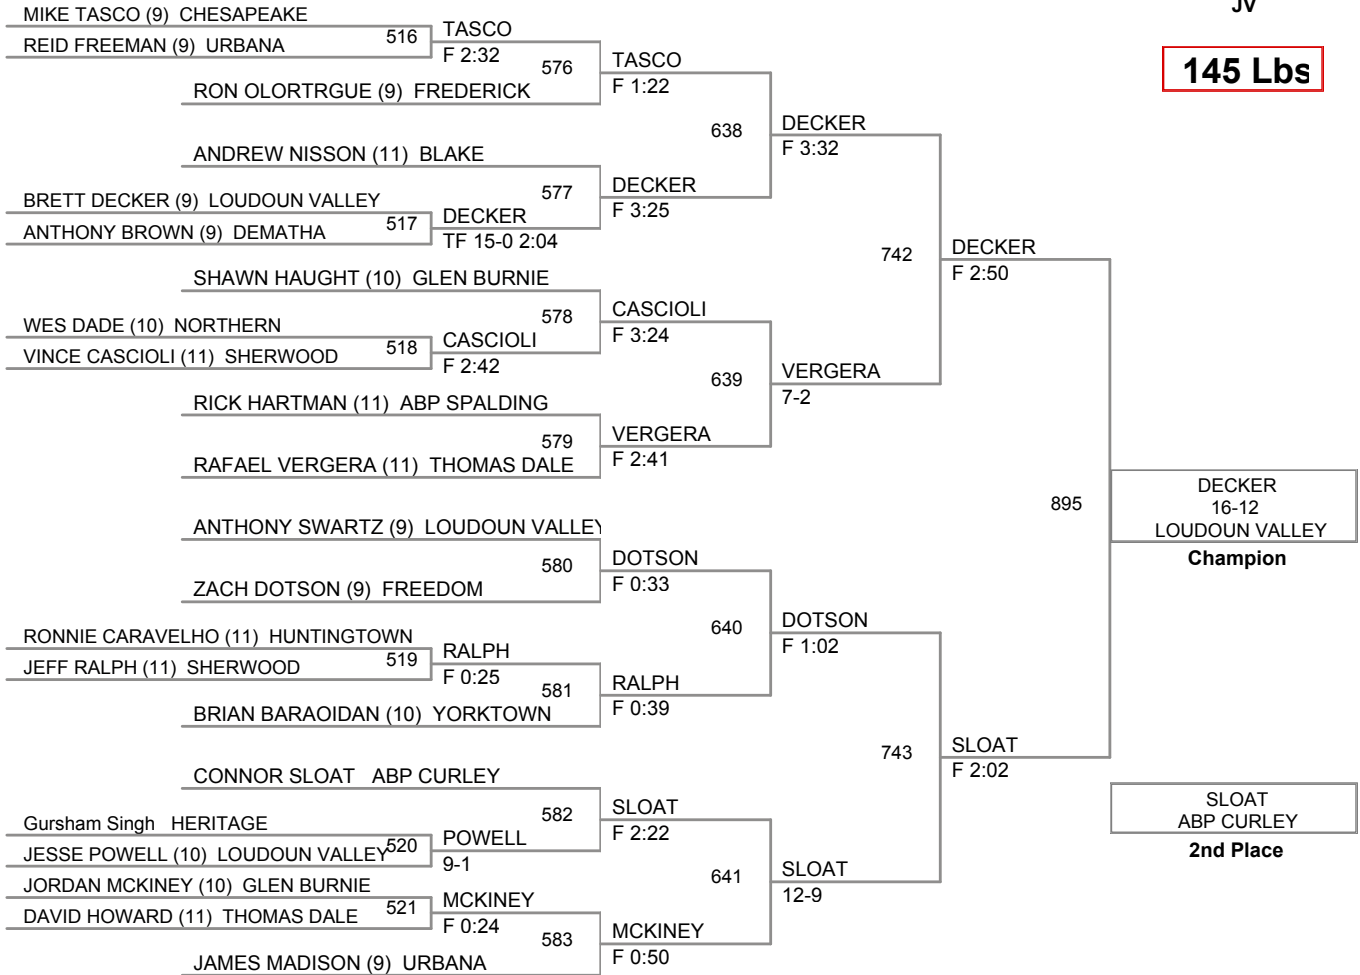 JV
145 Lbs
MIKE TASCO (9) CHESAPEAKE
REID FREEMAN (9) URBANA
516
TASCO
F 2:32
RON OLORTRGUE (9) FREDERICK
576
TASCO
F 1:22
ANDREW NISSON (11) BLAKE
BRETT DECKER (9) LOUDOUN VALLEY
ANTHONY BROWN (9) DEMATHA
517
DECKER
TF 15-0 2:04
577
DECKER
F 3:25
638
DECKER
F 3:32
SHAWN HAUGHT (10) GLEN BURNIE
WES DADE (10) NORTHERN
VINCE CASCIOLI (11) SHERWOOD
518
CASCIOLI
F 2:42
578
CASCIOLI
F 3:24
RICK HARTMAN (11) ABP SPALDING
RAFAEL VERGERA (11) THOMAS DALE
579
VERGERA
F 2:41
639
VERGERA
7-2
742
DECKER
F 2:50
ANTHONY SWARTZ (9) LOUDOUN VALLEY
ZACH DOTSON (9) FREEDOM
580
DOTSON
F 0:33
RONNIE CARAVELHO (11) HUNTINGTOWN
JEFF RALPH (11) SHERWOOD
519
RALPH
F 0:25
BRIAN BARAOIDAN (10) YORKTOWN
581
RALPH
F 0:39
640
DOTSON
F 1:02
CONNOR SLOAT ABP CURLEY
Gursham Singh HERITAGE
JESSE POWELL (10) LOUDOUN VALLEY
520
POWELL
9-1
582
SLOAT
F 2:22
JORDAN MCKINEY (10) GLEN BURNIE
DAVID HOWARD (11) THOMAS DALE
521
MCKINEY
F 0:24
JAMES MADISON (9) URBANA
583
MCKINEY
F 0:50
641
SLOAT
12-9
743
SLOAT
F 2:02
895
DECKER
16-12
LOUDOUN VALLEY
Champion
SLOAT
ABP CURLEY
2nd Place